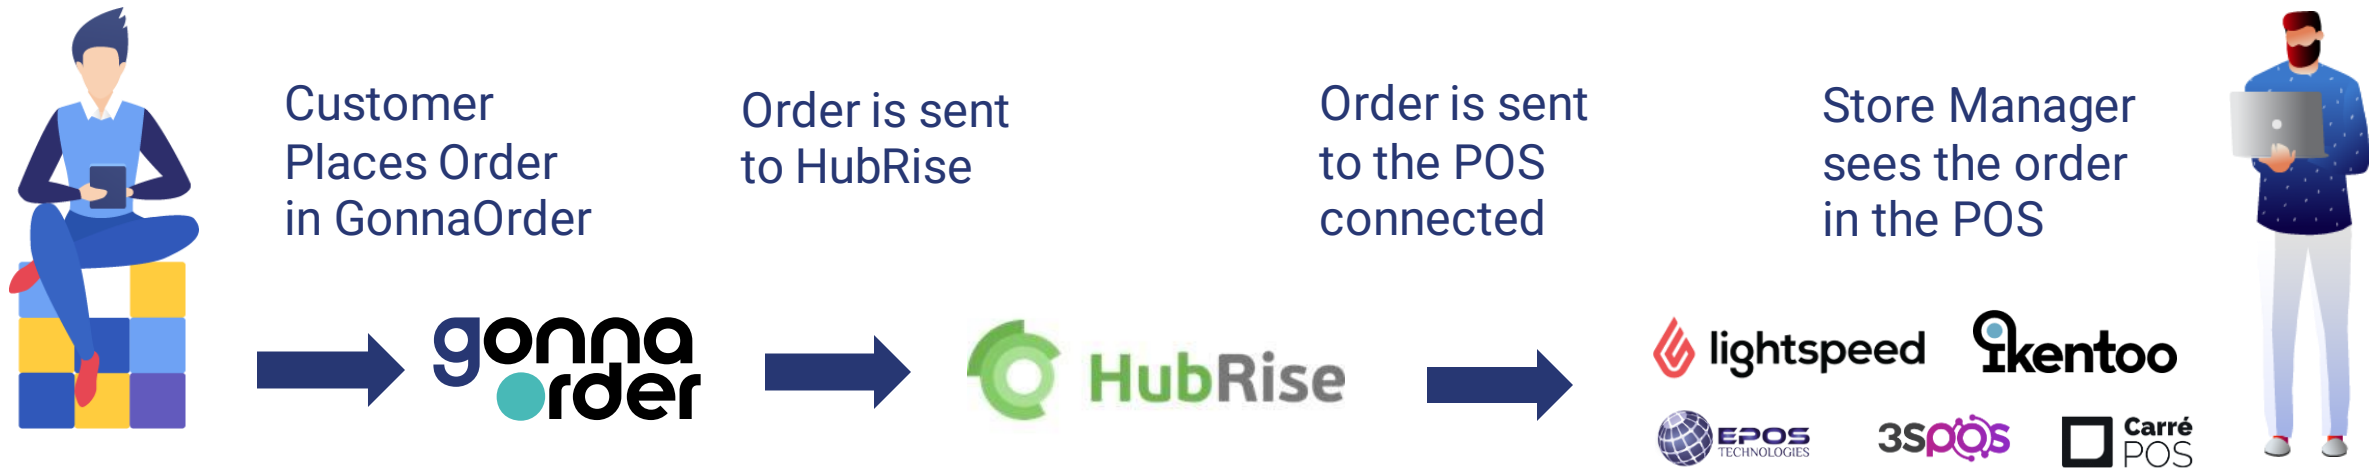 Customer
Places Order
in GonnaOrder
Order is sent
to HubRise
Order is sent
to the POS
connected
Store Manager
sees the order
in the POS
gonna
order
HubRise
lightspeed
ikentoo
EPOS
TECHNOLOGIES
3SPOS
Carré
POS